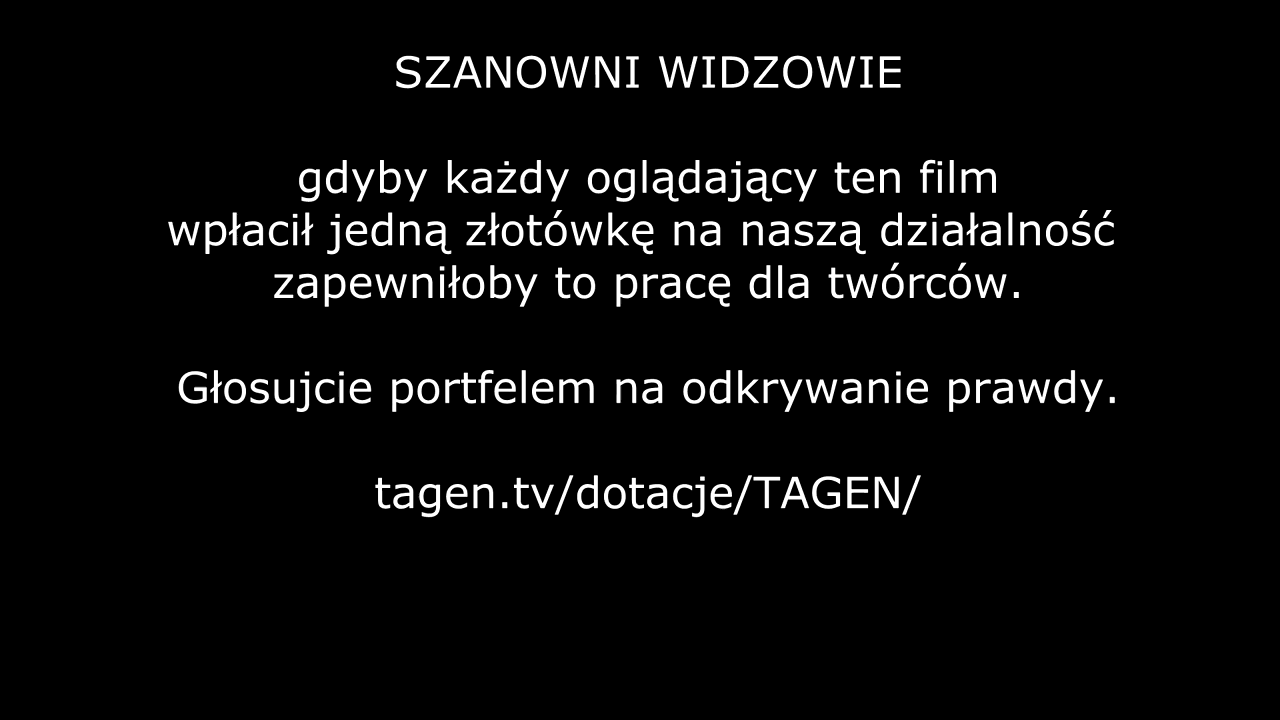 SZANOWNI WIDZOWIE
gdyby każdy oglądający ten film
wpłacił jedną złotówkę na naszą działalność
zapewniłoby to pracę dla twórców.
Głosujcie portfelem na odkrywanie prawdy.
tagen.tv/dotacje/TAGEN/